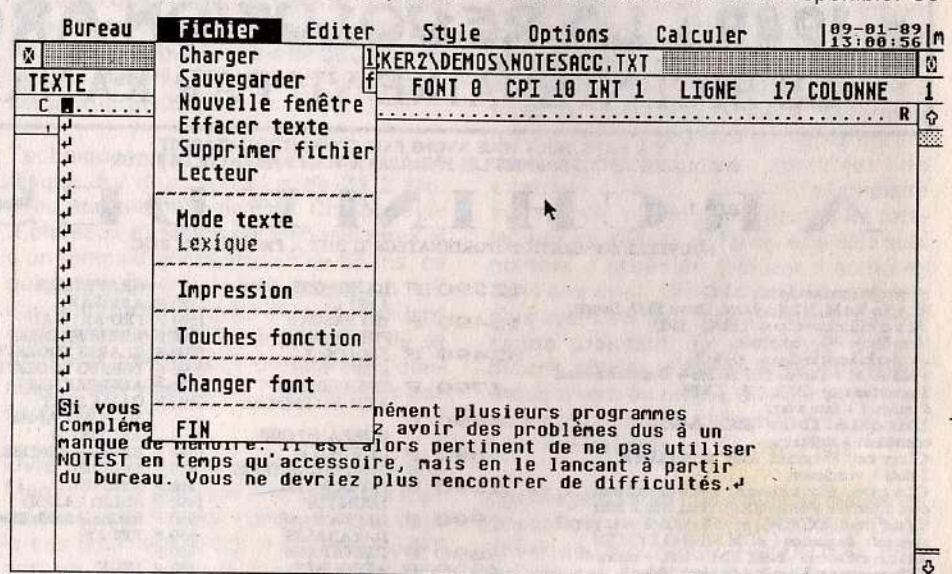 Bureau Fichier Editer Style Options Calculer 09-01-89
13:00:56
Charger
KER2\DEMOS\NOTESACC.TXT
Sauvegarder
TEXTE FONT 0 CPI 10 INT 1 LIGNE 17 COLONNE 1
Nouvelle fenêtre
C R
Effacer texte
Supprimer fichier
Lecteur
Mode texte
Lexique
Impression
Touches fonction
Changer font
FIN
Si vous nément plusieurs programmes
compléme z avoir des problèmes dus à un
manque de mémoire. Il est alors pertinent de ne pas utiliser
NOTEST en temps qu'accessoire, mais en le lancant à partir
du bureau. Vous ne devriez plus rencontrer de difficultés.